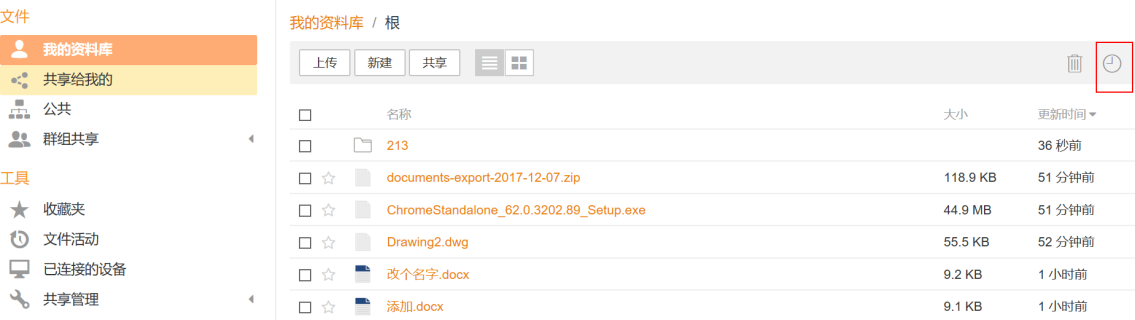 文件
我的资料库
共享给我的
公共
群组共享
工具
收藏夹
文件活动
已连接的设备
共享管理
我的资料库 / 根
上传 新建 共享
名称 大小 更新时间
213 36 秒前
documents-export-2017-12-07.zip 118.9 KB 51 分钟前
ChromeStandalone_62.0.3202.89_Setup.exe 44.9 MB 51 分钟前
Drawing2.dwg 55.5 KB 52 分钟前
改个名字.docx 9.2 KB 1 小时前
添加.docx 9.1 KB 1 小时前